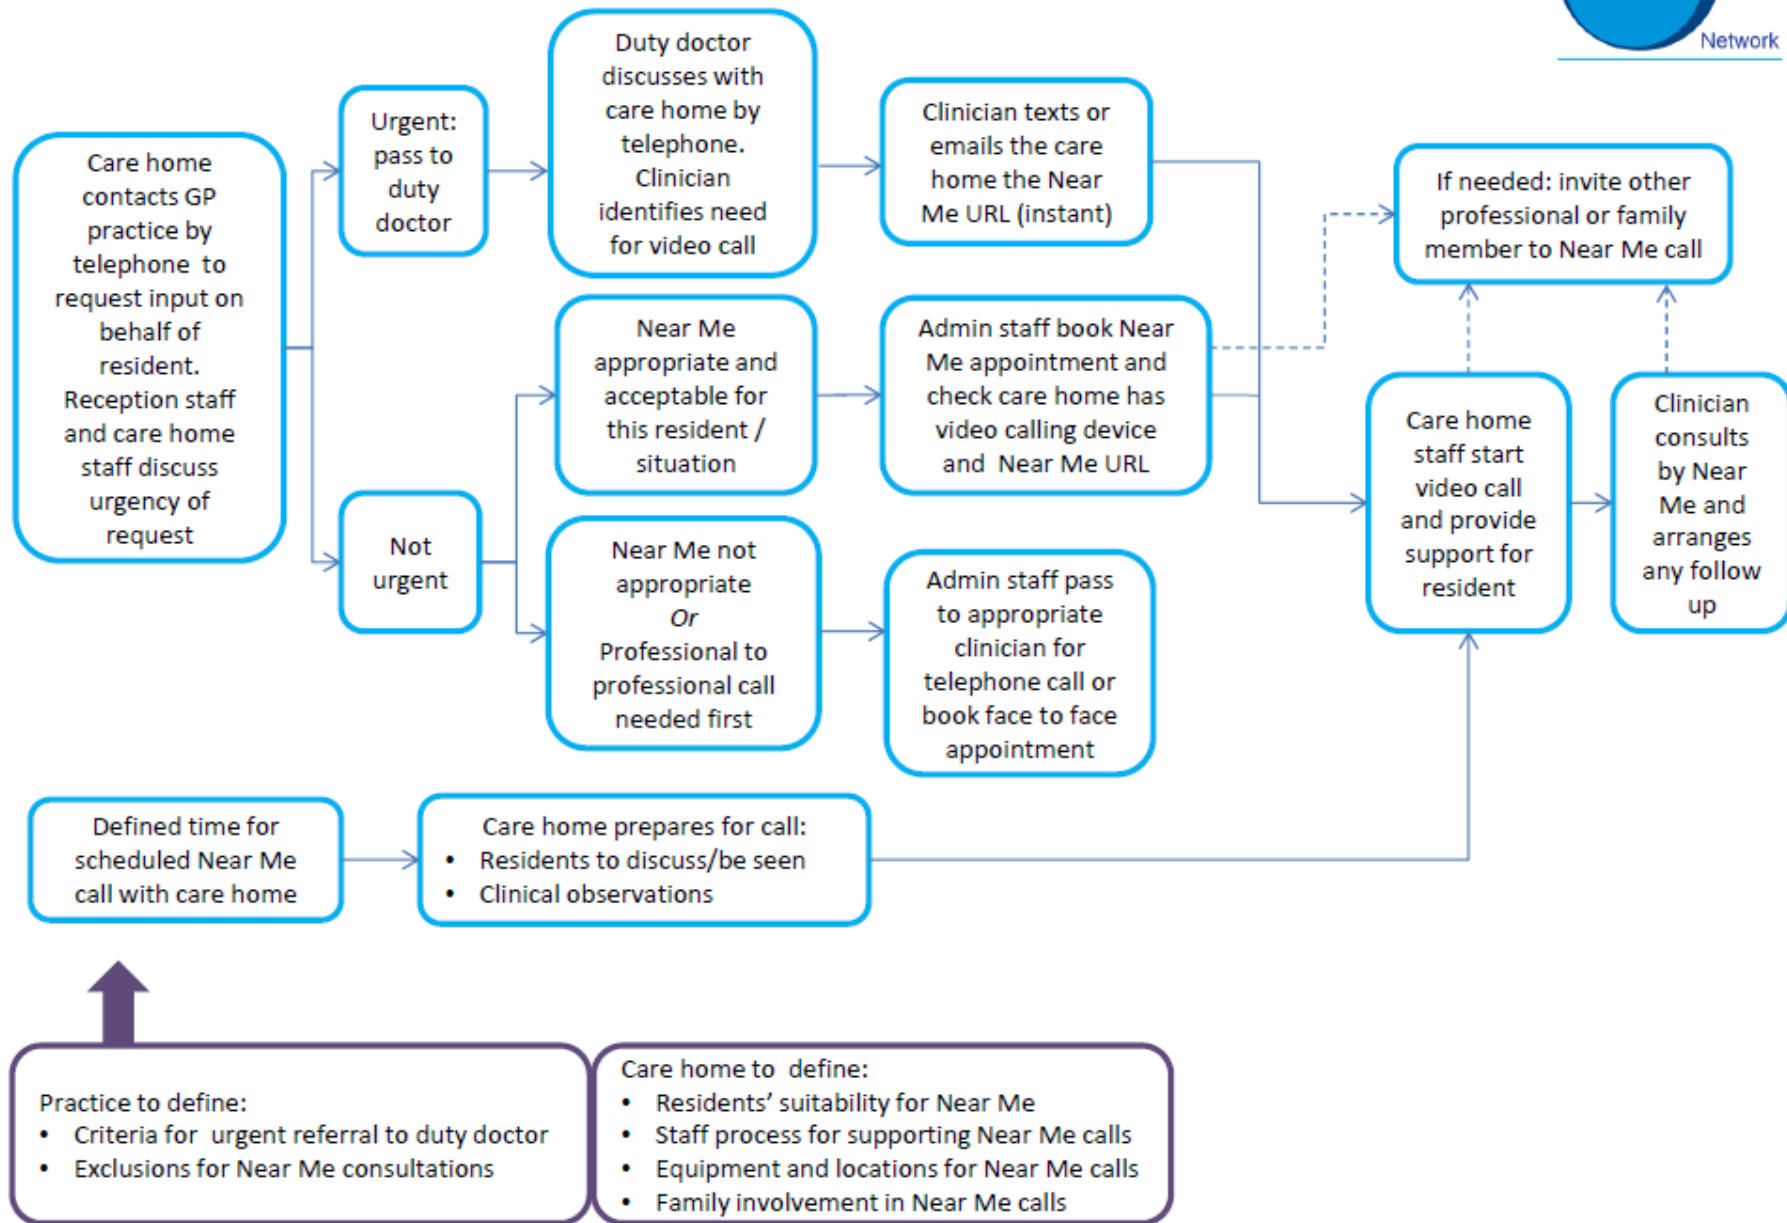 Network
Care home
contacts GP
practice by
telephone to
request input on
behalf of
resident.
Reception staff
and care home
staff discuss
urgency of
request
Urgent:
pass to
duty
doctor
Duty doctor
discusses with
care home by
telephone.
Clinician
identifies need
for video call
Clinician texts or
emails the care
home the Near
Me URL (instant)
If needed: invite other
professional or family
member to Near Me call
Not
urgent
Near Me
appropriate and
acceptable for
this resident /
situation
Admin staff book Near
Me appointment and
check care home has
video calling device
and Near Me URL
Care home
staff start
video call
and provide
support for
resident
Clinician
consults
by Near
Me and
arranges
any follow
up
Near Me not
appropriate
Or
Professional to
professional call
needed first
Admin staff pass
to appropriate
clinician for
telephone call or
book face to face
appointment
Defined time for
scheduled Near Me
call with care home
Care home prepares for call:
• Residents to discuss/be seen
• Clinical observations
Practice to define:
• Criteria for urgent referral to duty doctor
• Exclusions for Near Me consultations
Care home to define:
• Residents’ suitability for Near Me
• Staff process for supporting Near Me calls
• Equipment and locations for Near Me calls
• Family involvement in Near Me calls